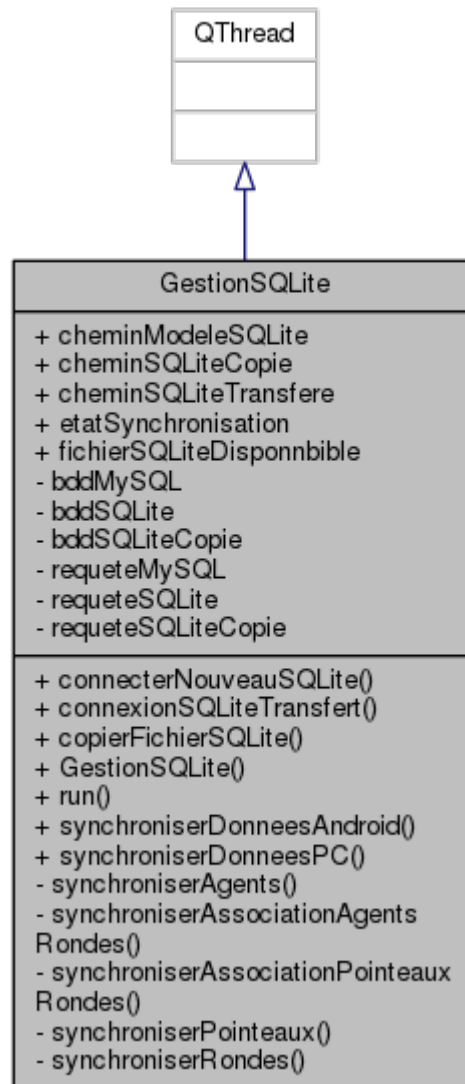 QThread
GestionSQLite
+ cheminModeleSQLite
+ cheminSQLiteCopie
+ cheminSQLiteTransfere
+ etatSynchronisation
+ fichierSQLiteDisponnbible
- bddMySQL
- bddSQLite
- bddSQLiteCopie
- requeteMySQL
- requeteSQLite
- requeteSQLiteCopie
+ connecterNouveauSQLite()
+ connexionSQLiteTransfert()
+ copierFichierSQLite()
+ GestionSQLite()
+ run()
+ synchroniserDonneesAndroid()
+ synchroniserDonneesPC()
- synchroniserAgents()
- synchroniserAssociationAgents
Rondes()
- synchroniserAssociationPointeaux
Rondes()
- synchroniserPointeaux()
- synchroniserRondes()